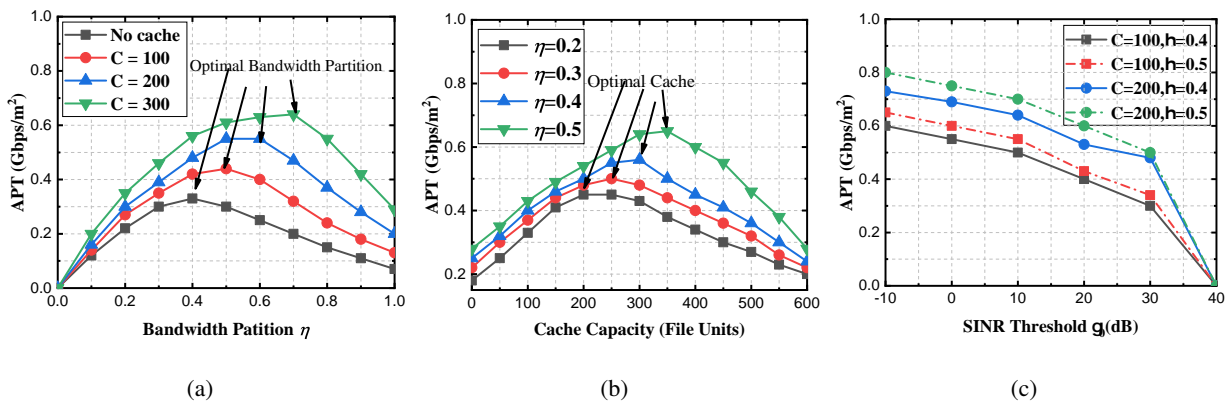 APT (Gbps/m²)
1.0
0.8
0.6
0.4
0.2
0.0
No cache
C = 100
C = 200
C = 300
Optimal Bandwidth Partition
0.0 0.2 0.4 0.6 0.8 1.0
Bandwidth Patition η
(a)
APT (Gbps/m²)
1.0
0.8
0.6
0.4
0.2
η=0.2
η=0.3
η=0.4
η=0.5
Optimal Cache
0 100 200 300 400 500 600
Cache Capacity (File Units)
(b)
APT (Gbps/m²)
1.0
0.8
0.6
0.4
0.2
0.0
C=100,h=0.4
C=100,h=0.5
C=200,h=0.4
C=200,h=0.5
-10 0 10 20 30 40
SINR Threshold g₀(dB)
(c)